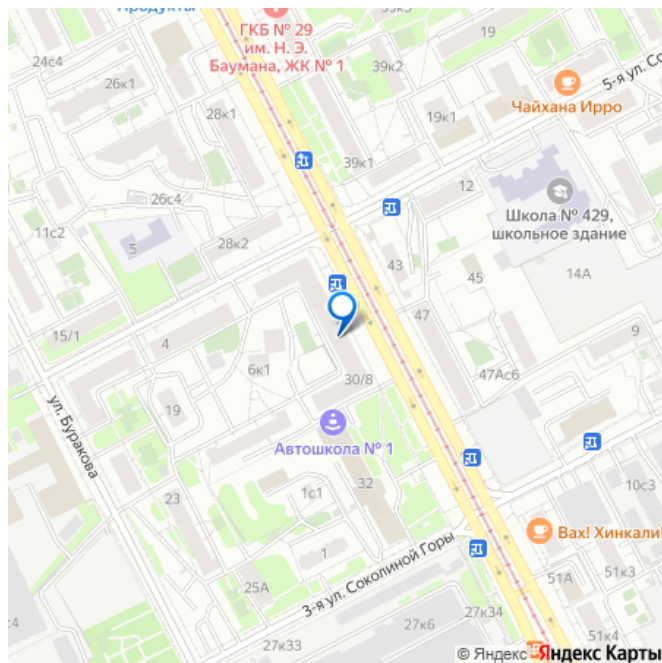 Продукты
24с4
26к1
28к1
ГКБ № 29
им. Н. Э.
Баумана, ЖК № 1
39к3
39к2
19
5-я ул. Со
Чайхана Ирро
19к1
39к1
12
26с4
11с2
5
28к2
Школа № 429,
школьное здание
43
45
14А
47
15/1
4
6к1
9
30/8
47Ас6
ул. Буракова
19
Автошкола № 1
23
1с1
32
10с3
Вах! Хинкали!
1
3-я ул. Соколиной Горы
25А
51А
51к3
с4
27к34
27к6
27к33
51к4
© Яндекс Яндекс Карты